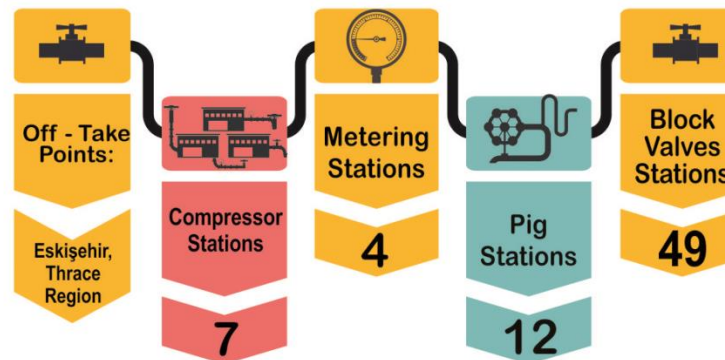 Off - Take
Points:
Eskişehir,
Thrace
Region
Compressor
Stations
7
Metering
Stations
4
Pig
Stations
12
Block
Valves
Stations
49